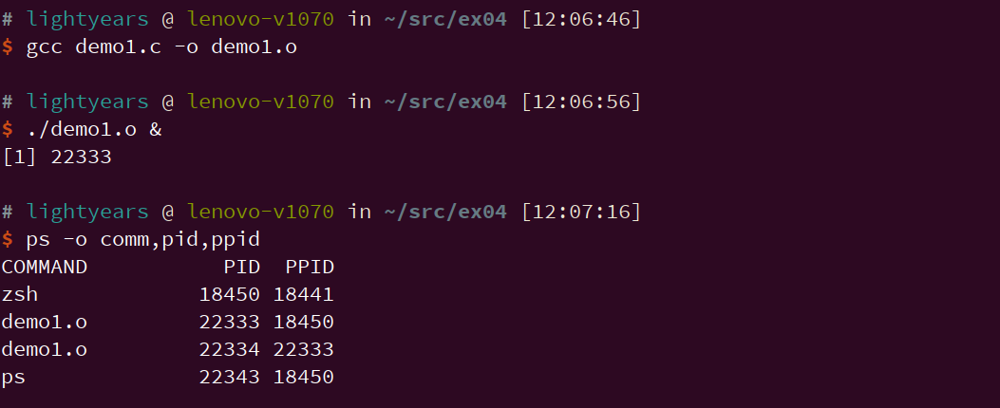 # lightyears @ lenovo-v1070 in ~/src/ex04 [12:06:46]
$ gcc demo1.c -o demo1.o
# lightyears @ lenovo-v1070 in ~/src/ex04 [12:06:56]
$ ./demo1.o &
[1] 22333
# lightyears @ lenovo-v1070 in ~/src/ex04 [12:07:16]
$ ps -o comm,pid,ppid
COMMAND           PID  PPID
zsh             18450 18441
demo1.o         22333 18450
demo1.o         22334 22333
ps              22343 18450